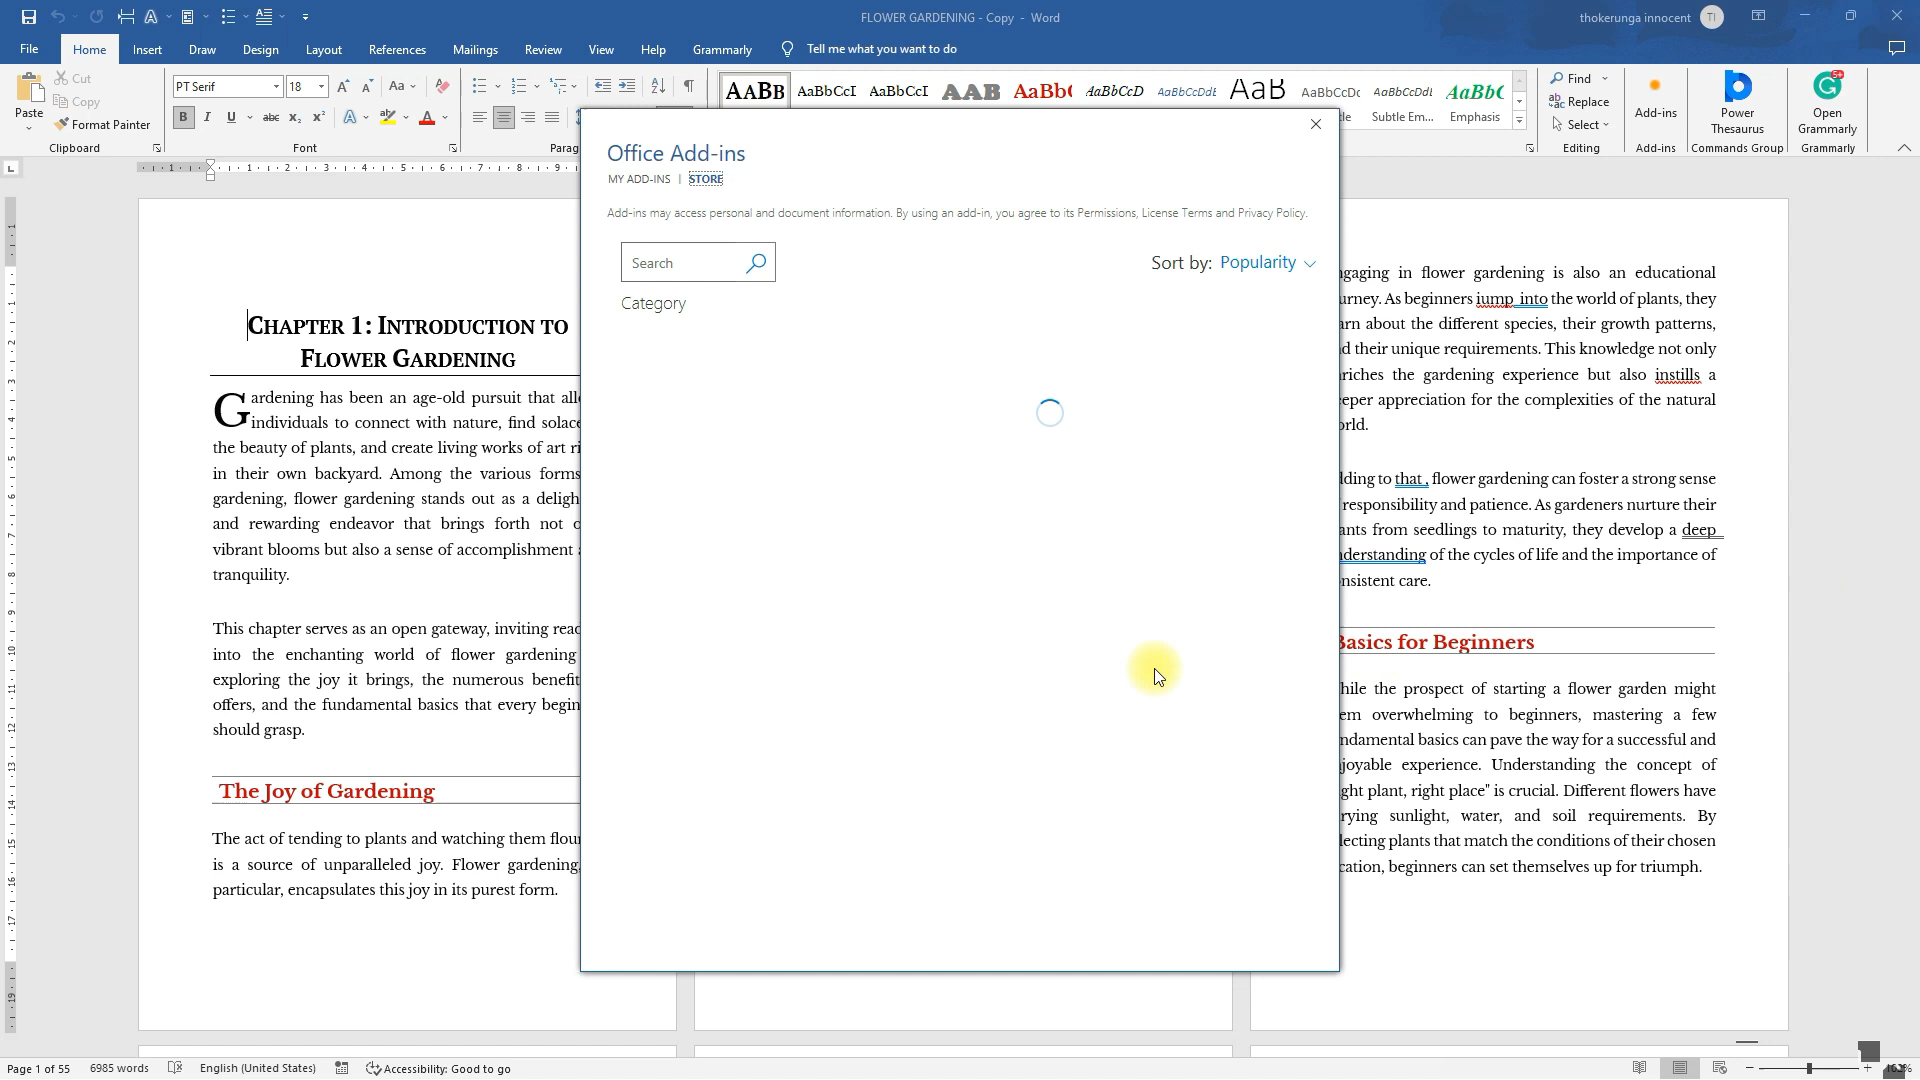 FLOWER GARDENING - Copy - Word
thokerunga innocent TI
File Home Insert Draw Design Layout References Mailings Review View Help Grammarly Tell me what you want to do
Paste
Cut
Copy
Format Painter
Clipboard
PT Serif 18
Font
Parag
AaBb AaBbCcI AaBbCcI AAB AaBb( AaBbCcD AaBbCcDdE AaB AaBbCcDc AaBbCcDdI AaBbC
Subtle Em... Emphasis
Find
Replace
Select
Editing
Add-ins
Add-ins
Power Thesaurus
Commands Group
5+
Open Grammarly
Grammarly
Office Add-ins
MY ADD-INS | STORE
Add-ins may access personal and document information. By using an add-in, you agree to its Permissions, License Terms and Privacy Policy.
Search
Sort by: Popularity
Category
CHAPTER 1: INTRODUCTION TO
FLOWER GARDENING
Gardening has been an age-old pursuit that all
individuals to connect with nature, find solace
the beauty of plants, and create living works of art ri
in their own backyard. Among the various forms
gardening, flower gardening stands out as a deligh
and rewarding endeavor that brings forth not o
vibrant blooms but also a sense of accomplishment
tranquility.
This chapter serves as an open gateway, inviting read
into the enchanting world of flower gardening
exploring the joy it brings, the numerous benefit
offers, and the fundamental basics that every begin
should grasp.
The Joy of Gardening
The act of tending to plants and watching them flou
is a source of unparalleled joy. Flower gardening,
particular, encapsulates this joy in its purest form.
gaging in flower gardening is also an educational
urney. As beginners jump into the world of plants, they
arn about the different species, their growth patterns,
d their unique requirements. This knowledge not only
riches the gardening experience but also instills a
eper appreciation for the complexities of the natural
orld.
ding to that , flower gardening can foster a strong sense
responsibility and patience. As gardeners nurture their
ants from seedlings to maturity, they develop a deep
derstanding of the cycles of life and the importance of
nsistent care.
Basics for Beginners
hile the prospect of starting a flower garden might
em overwhelming to beginners, mastering a few
ndamental basics can pave the way for a successful and
joyable experience. Understanding the concept of
ght plant, right place" is crucial. Different flowers have
rying sunlight, water, and soil requirements. By
lecting plants that match the conditions of their chosen
cation, beginners can set themselves up for triumph.
Page 1 of 55 6985 words English (United States) Accessibility: Good to go